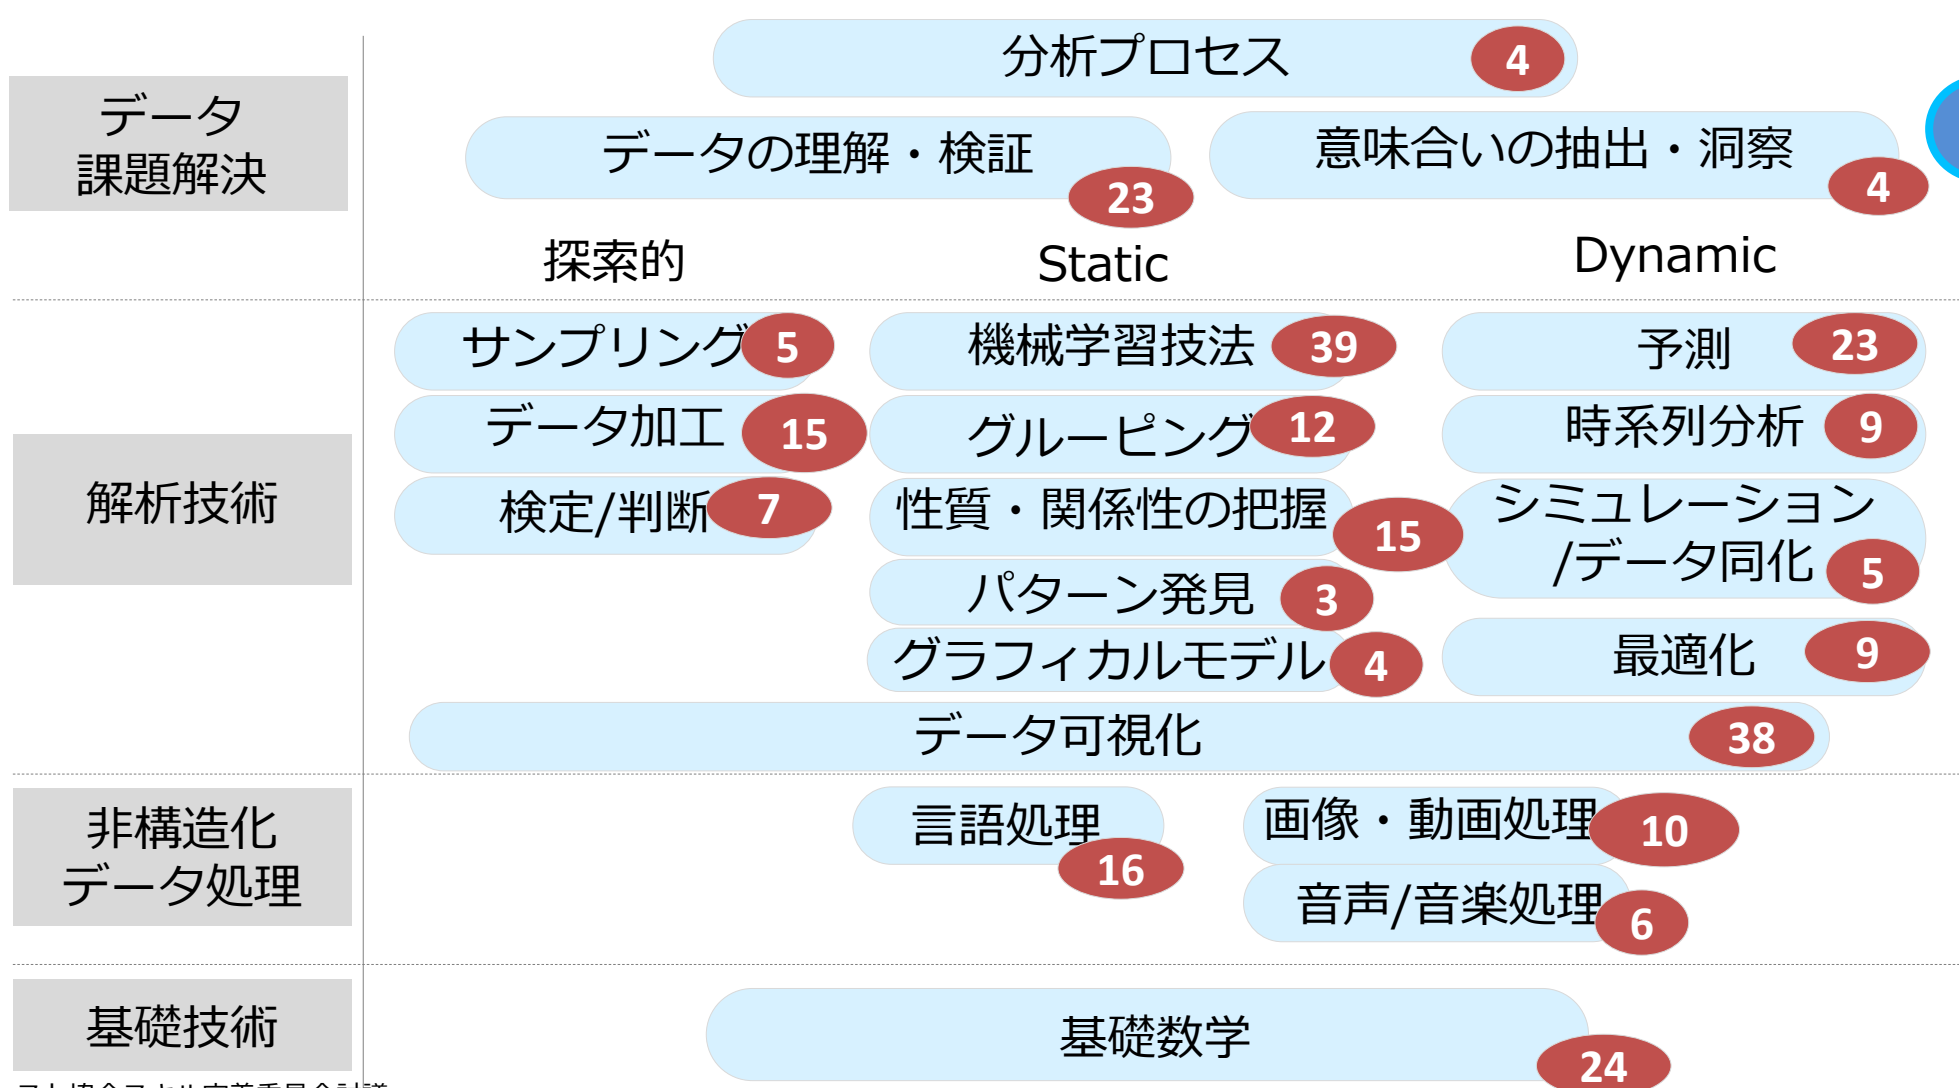 分析プロセス 4
データ
課題解決
データの理解・検証 23
意味合いの抽出・洞察 4
探索的 Static Dynamic
解析技術
サンプリング 5
データ加工 15
検定/判断 7
機械学習技法 39
グルーピング 12
性質・関係性の把握 15
パターン発見 3
グラフィカルモデル 4
予測 23
時系列分析 9
シミュレーション
/データ同化 5
最適化 9
データ可視化 38
非構造化
データ処理
言語処理 16
画像・動画処理 10
音声/音楽処理 6
基礎技術
基礎数学 24